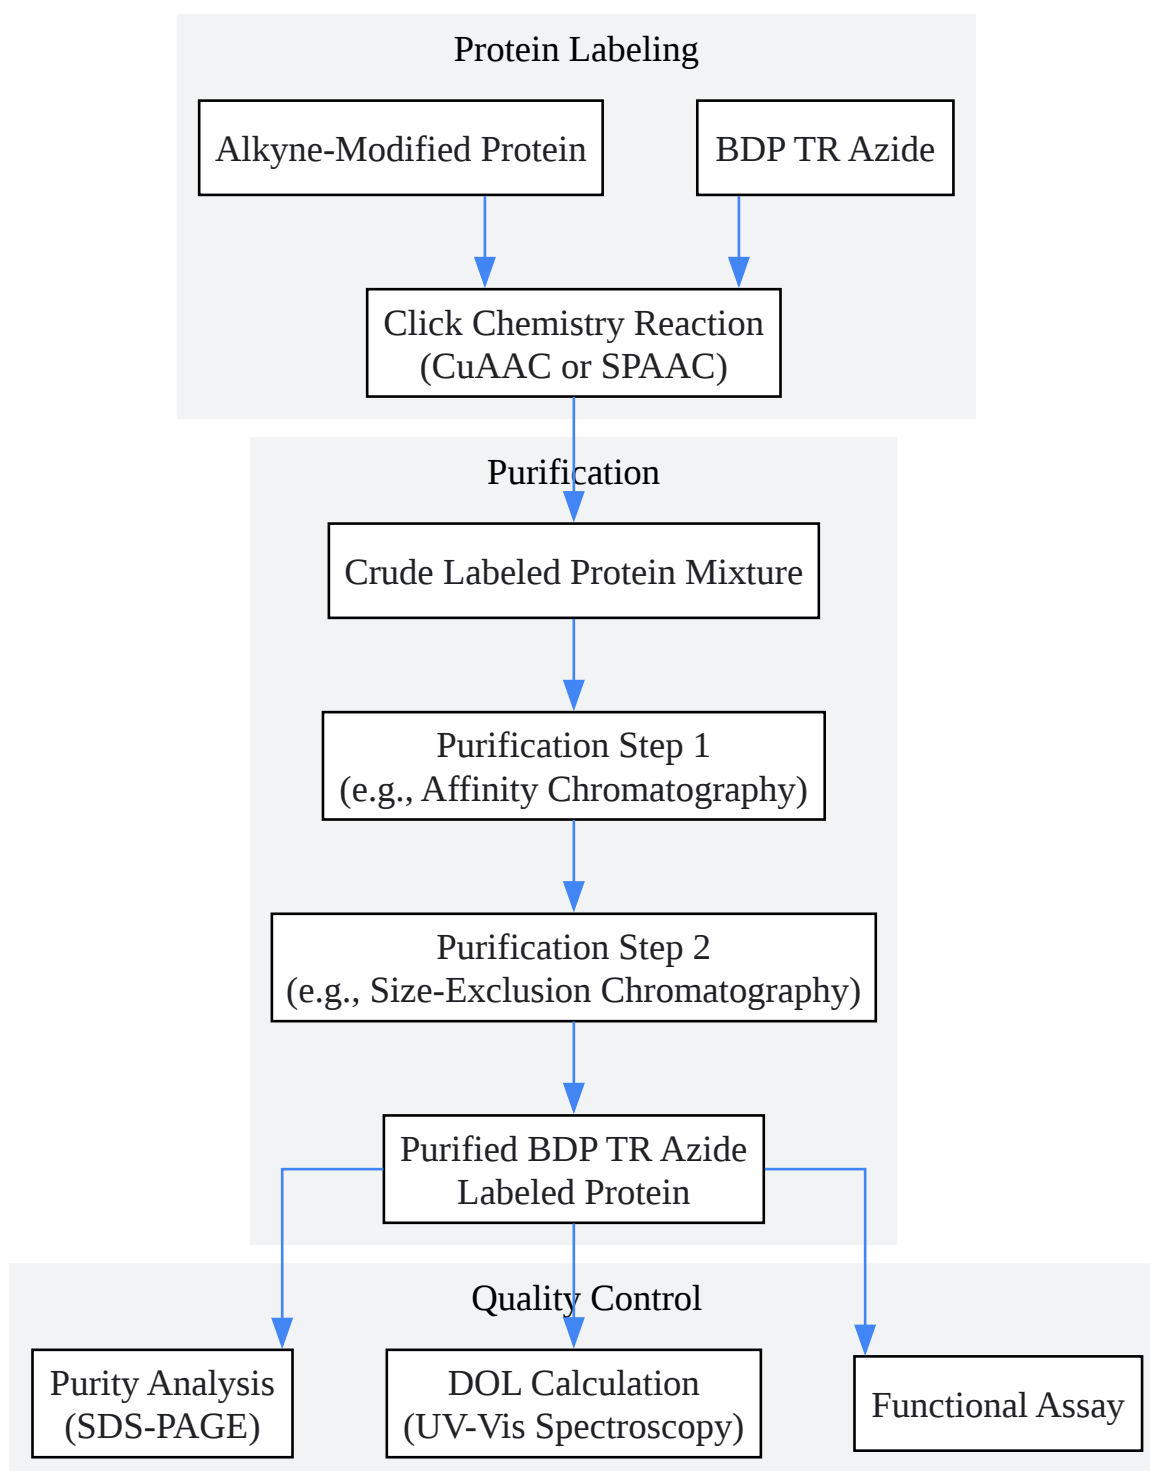 Protein Labeling
Alkyne-Modified Protein
BDP TR Azide
Click Chemistry Reaction
(CuAAC or SPAAC)
Purification
Crude Labeled Protein Mixture
Purification Step 1
(e.g., Affinity Chromatography)
Purification Step 2
(e.g., Size-Exclusion Chromatography)
Purified BDP TR Azide
Labeled Protein
Quality Control
Purity Analysis
(SDS-PAGE)
DOL Calculation
(UV-Vis Spectroscopy)
Functional Assay